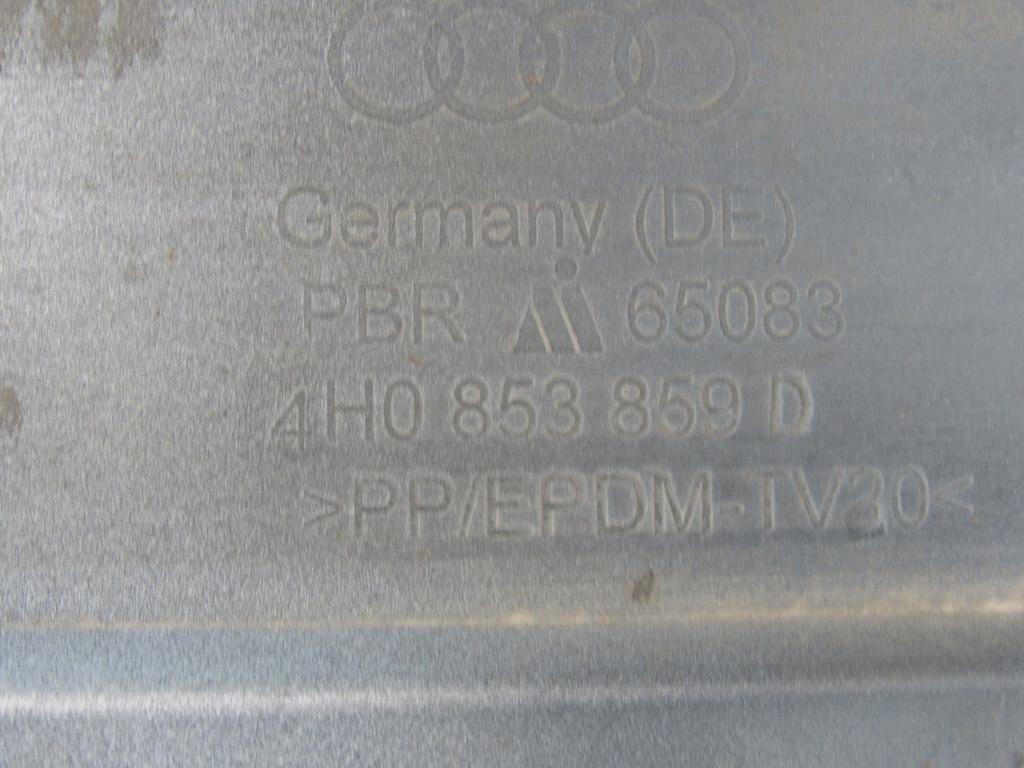 Germany (DE)
PBR 65083
4H0 853 859 D
>PP/EPDM-TV30<